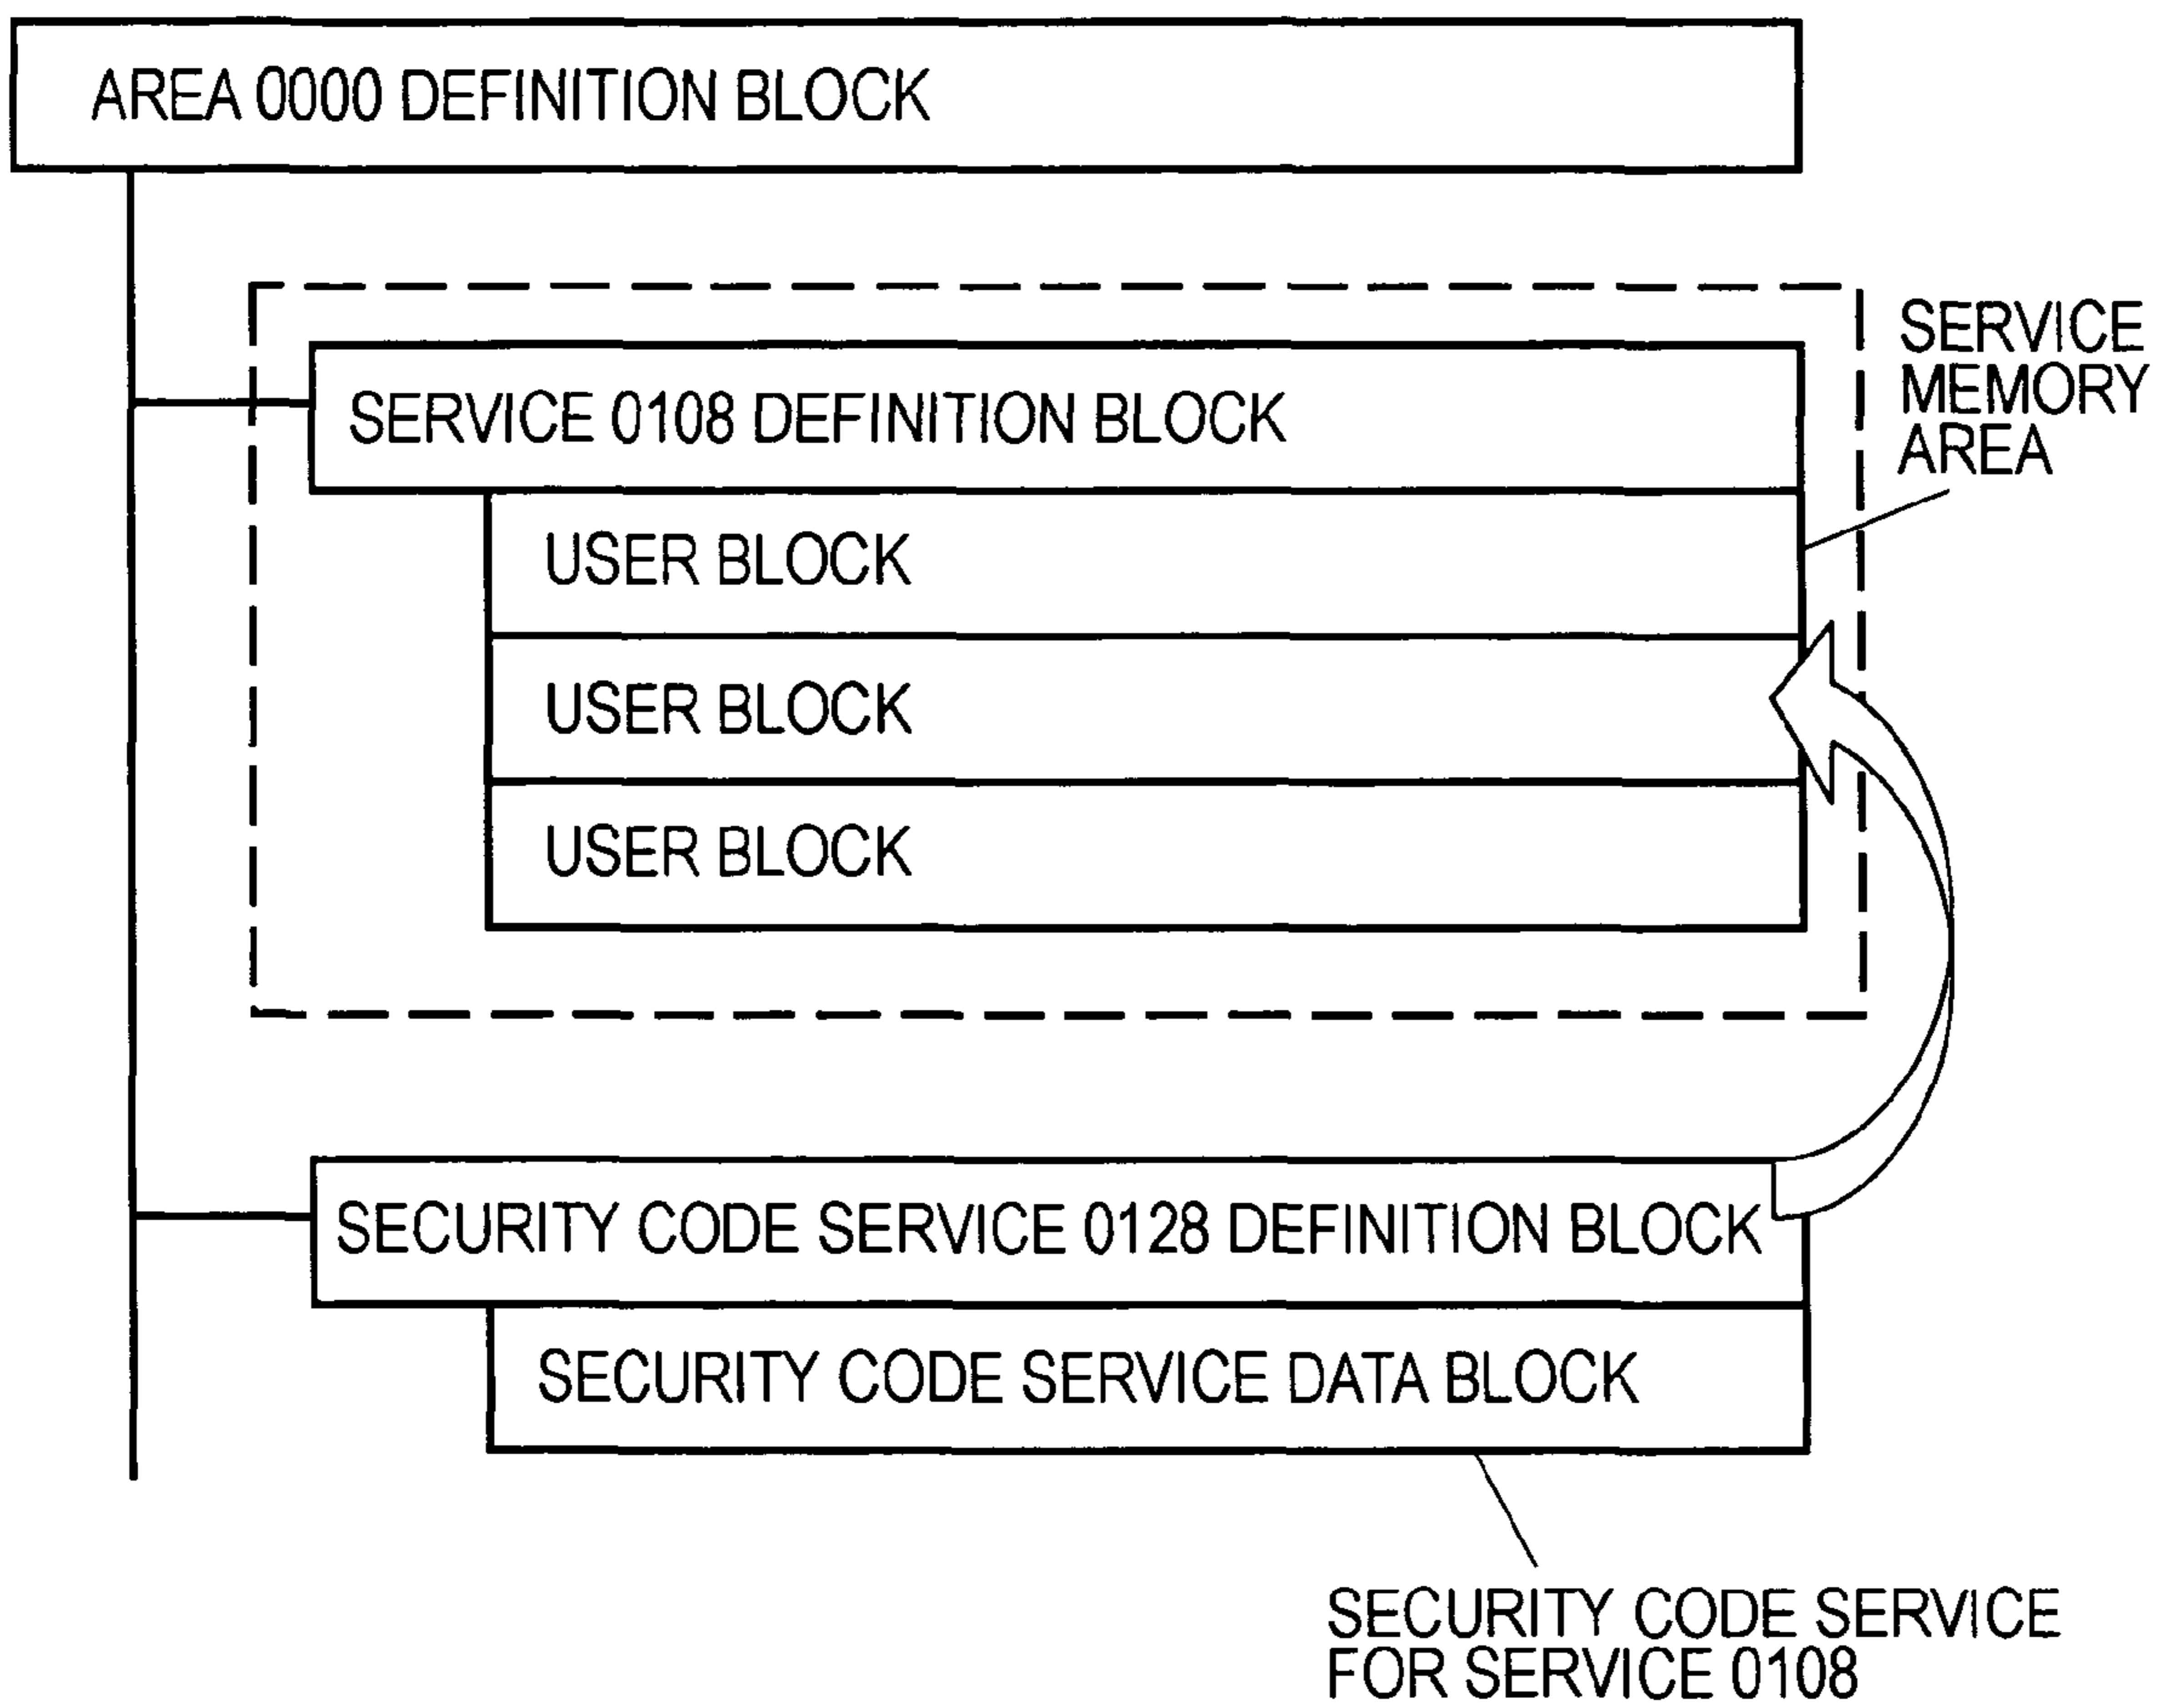 AREA 0000 DEFINITION BLOCK
SERVICE
MEMORY
AREA
SERVICE 0108 DEFINITION BLOCK
USER BLOCK
USER BLOCK
USER BLOCK
SECURITY CODE SERVICE 0128 DEFINITION BLOCK
SECURITY CODE SERVICE DATA BLOCK
SECURITY CODE SERVICE
FOR SERVICE 0108